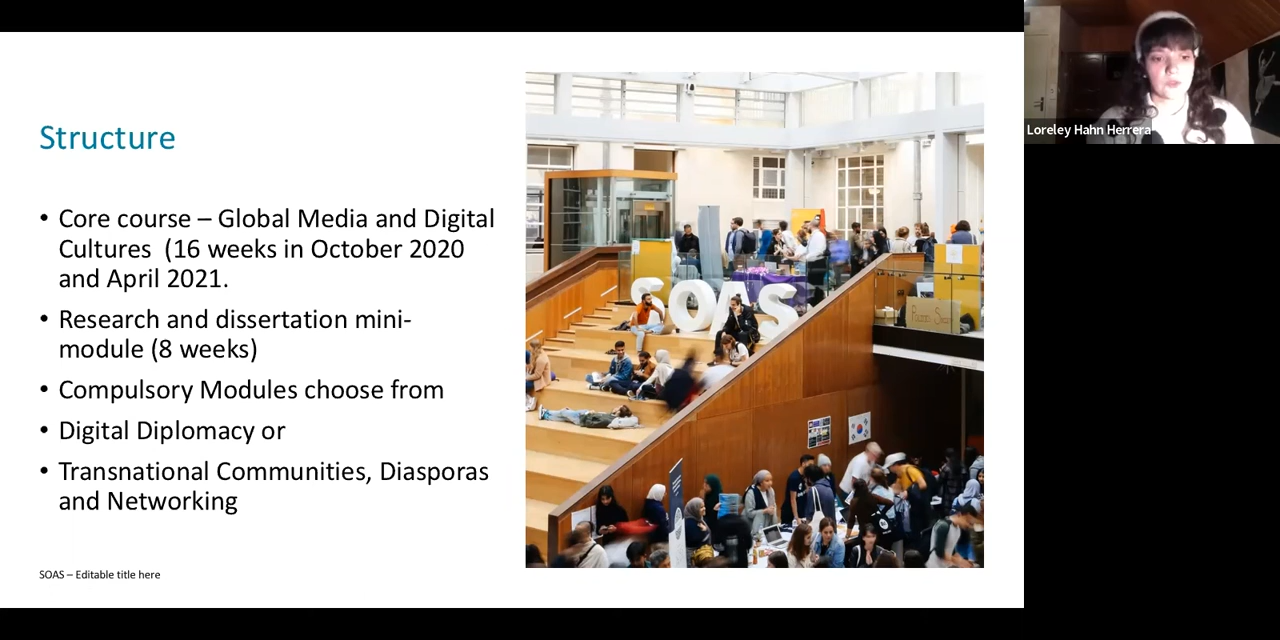 Structure
• Core course – Global Media and Digital
Cultures  (16 weeks in October 2020
and April 2021.
• Research and dissertation mini-
module (8 weeks)
• Compulsory Modules choose from
• Digital Diplomacy or
• Transnational Communities, Diasporas
and Networking
SOAS – Editable title here
SOAS
Loreley Hahn Herrera